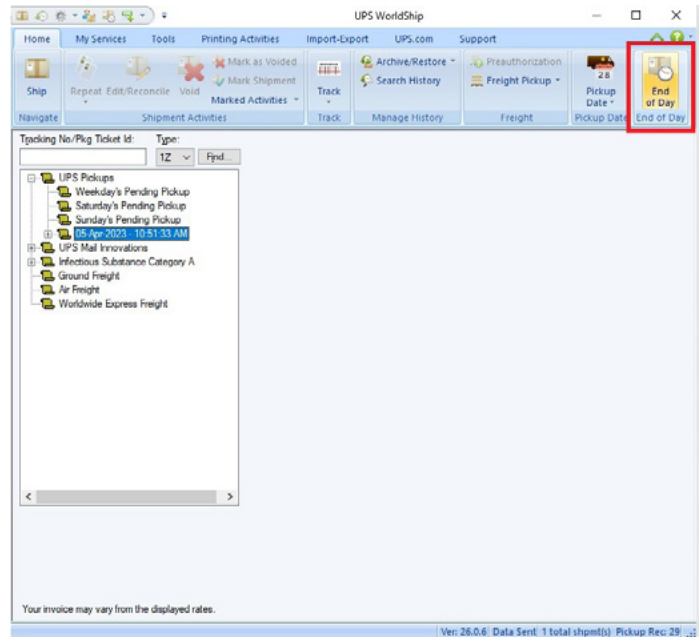 UPS WorldShip
Home My Services Tools Printing Activities Import-Export UPS.com Support
Ship
Repeat Edit/Reconcile Void
Mark as Voided
Mark Shipment
Marked Activities
Track
Archive/Restore
Search History
Preauthorization
Freight Pickup
28
Pickup
Date
End
of Day
Navigate Shipment Activities Track Manage History Freight Pickup Date End of Day
Tracking No/Pkg Ticket Id: Type:
1Z Find...
UPS Pickups
Weekday's Pending Pickup
Saturday's Pending Pickup
Sunday's Pending Pickup
05-Apr-2023 - 10:51:33 AM
UPS Mail Innovations
Infectious Substance Category A
Ground Freight
Air Freight
Worldwide Express Freight
Your invoice may vary from the displayed rates.
Ver: 26.0.6 Data Sent 1 total shpmt(s) Pickup Rec: 29